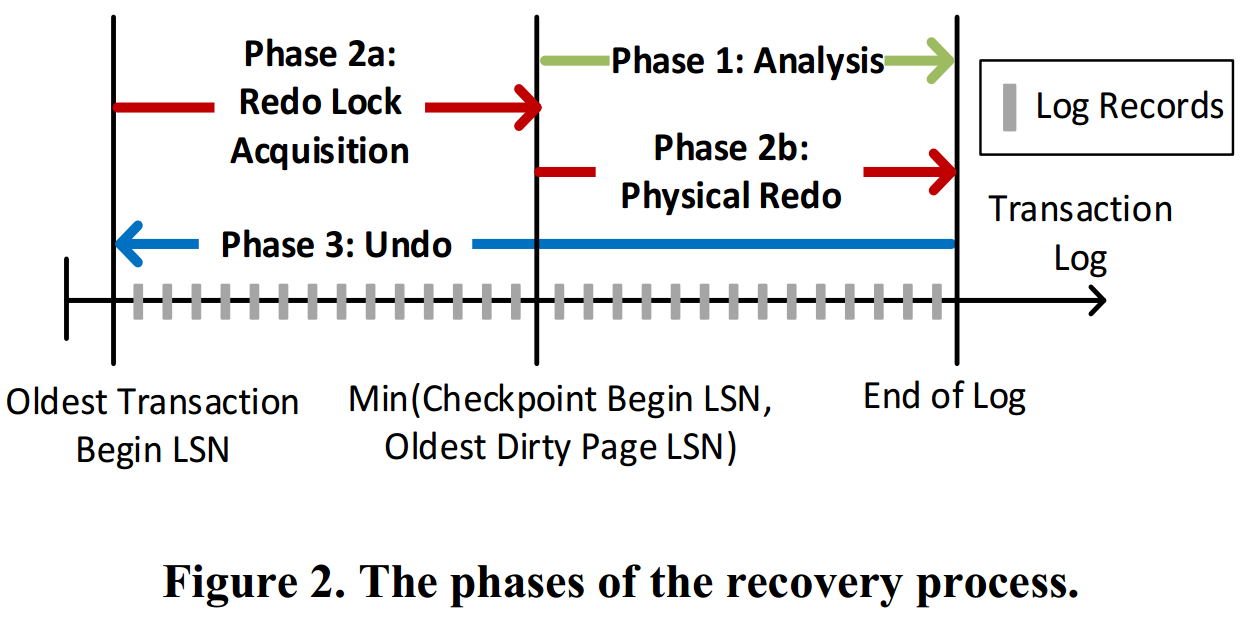 Phase 2a:
Redo Lock
Acquisition
Phase 1: Analysis
Phase 2b:
Physical Redo
Phase 3: Undo
Log Records
Transaction
Log
Oldest Transaction
Begin LSN
Min(Checkpoint Begin LSN,
Oldest Dirty Page LSN)
End of Log
Figure 2. The phases of the recovery process.